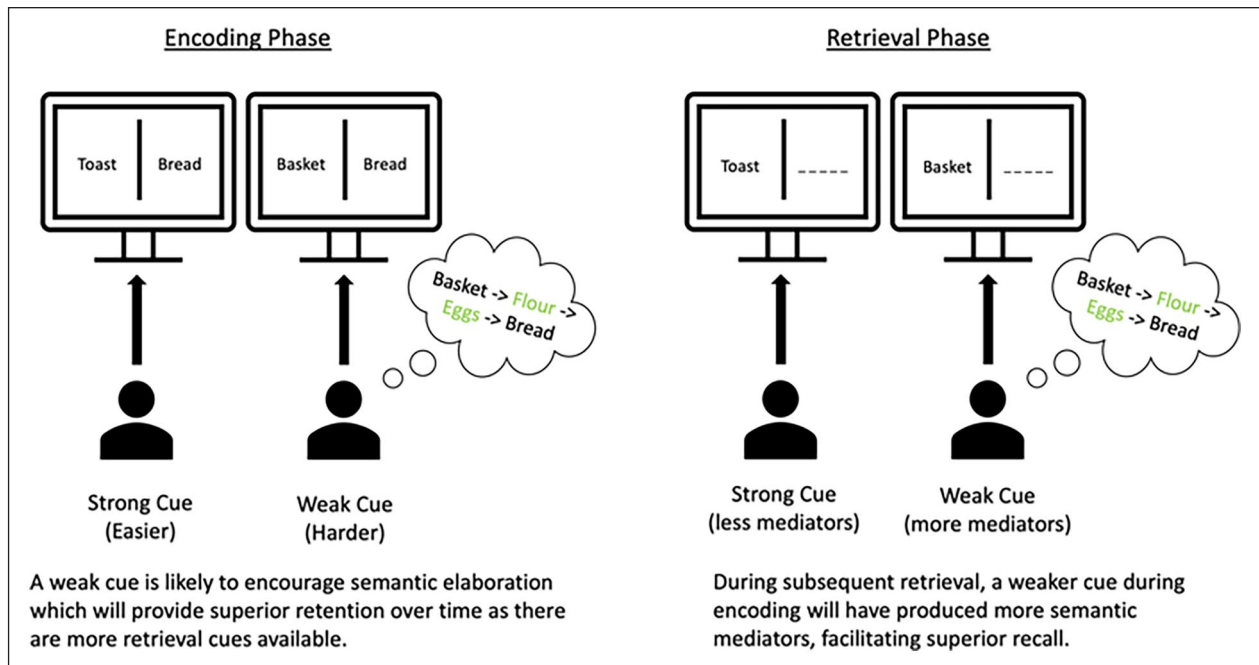 Encoding Phase
Toast
Bread
Basket
Bread
Basket -> Flour ->
Eggs -> Bread
Strong Cue
(Easier)
Weak Cue
(Harder)
A weak cue is likely to encourage semantic elaboration
which will provide superior retention over time as there
are more retrieval cues available.
Retrieval Phase
Toast
_____
Basket
_____
Basket -> Flour ->
Eggs -> Bread
Strong Cue
(less mediators)
Weak Cue
(more mediators)
During subsequent retrieval, a weaker cue during
encoding will have produced more semantic
mediators, facilitating superior recall.